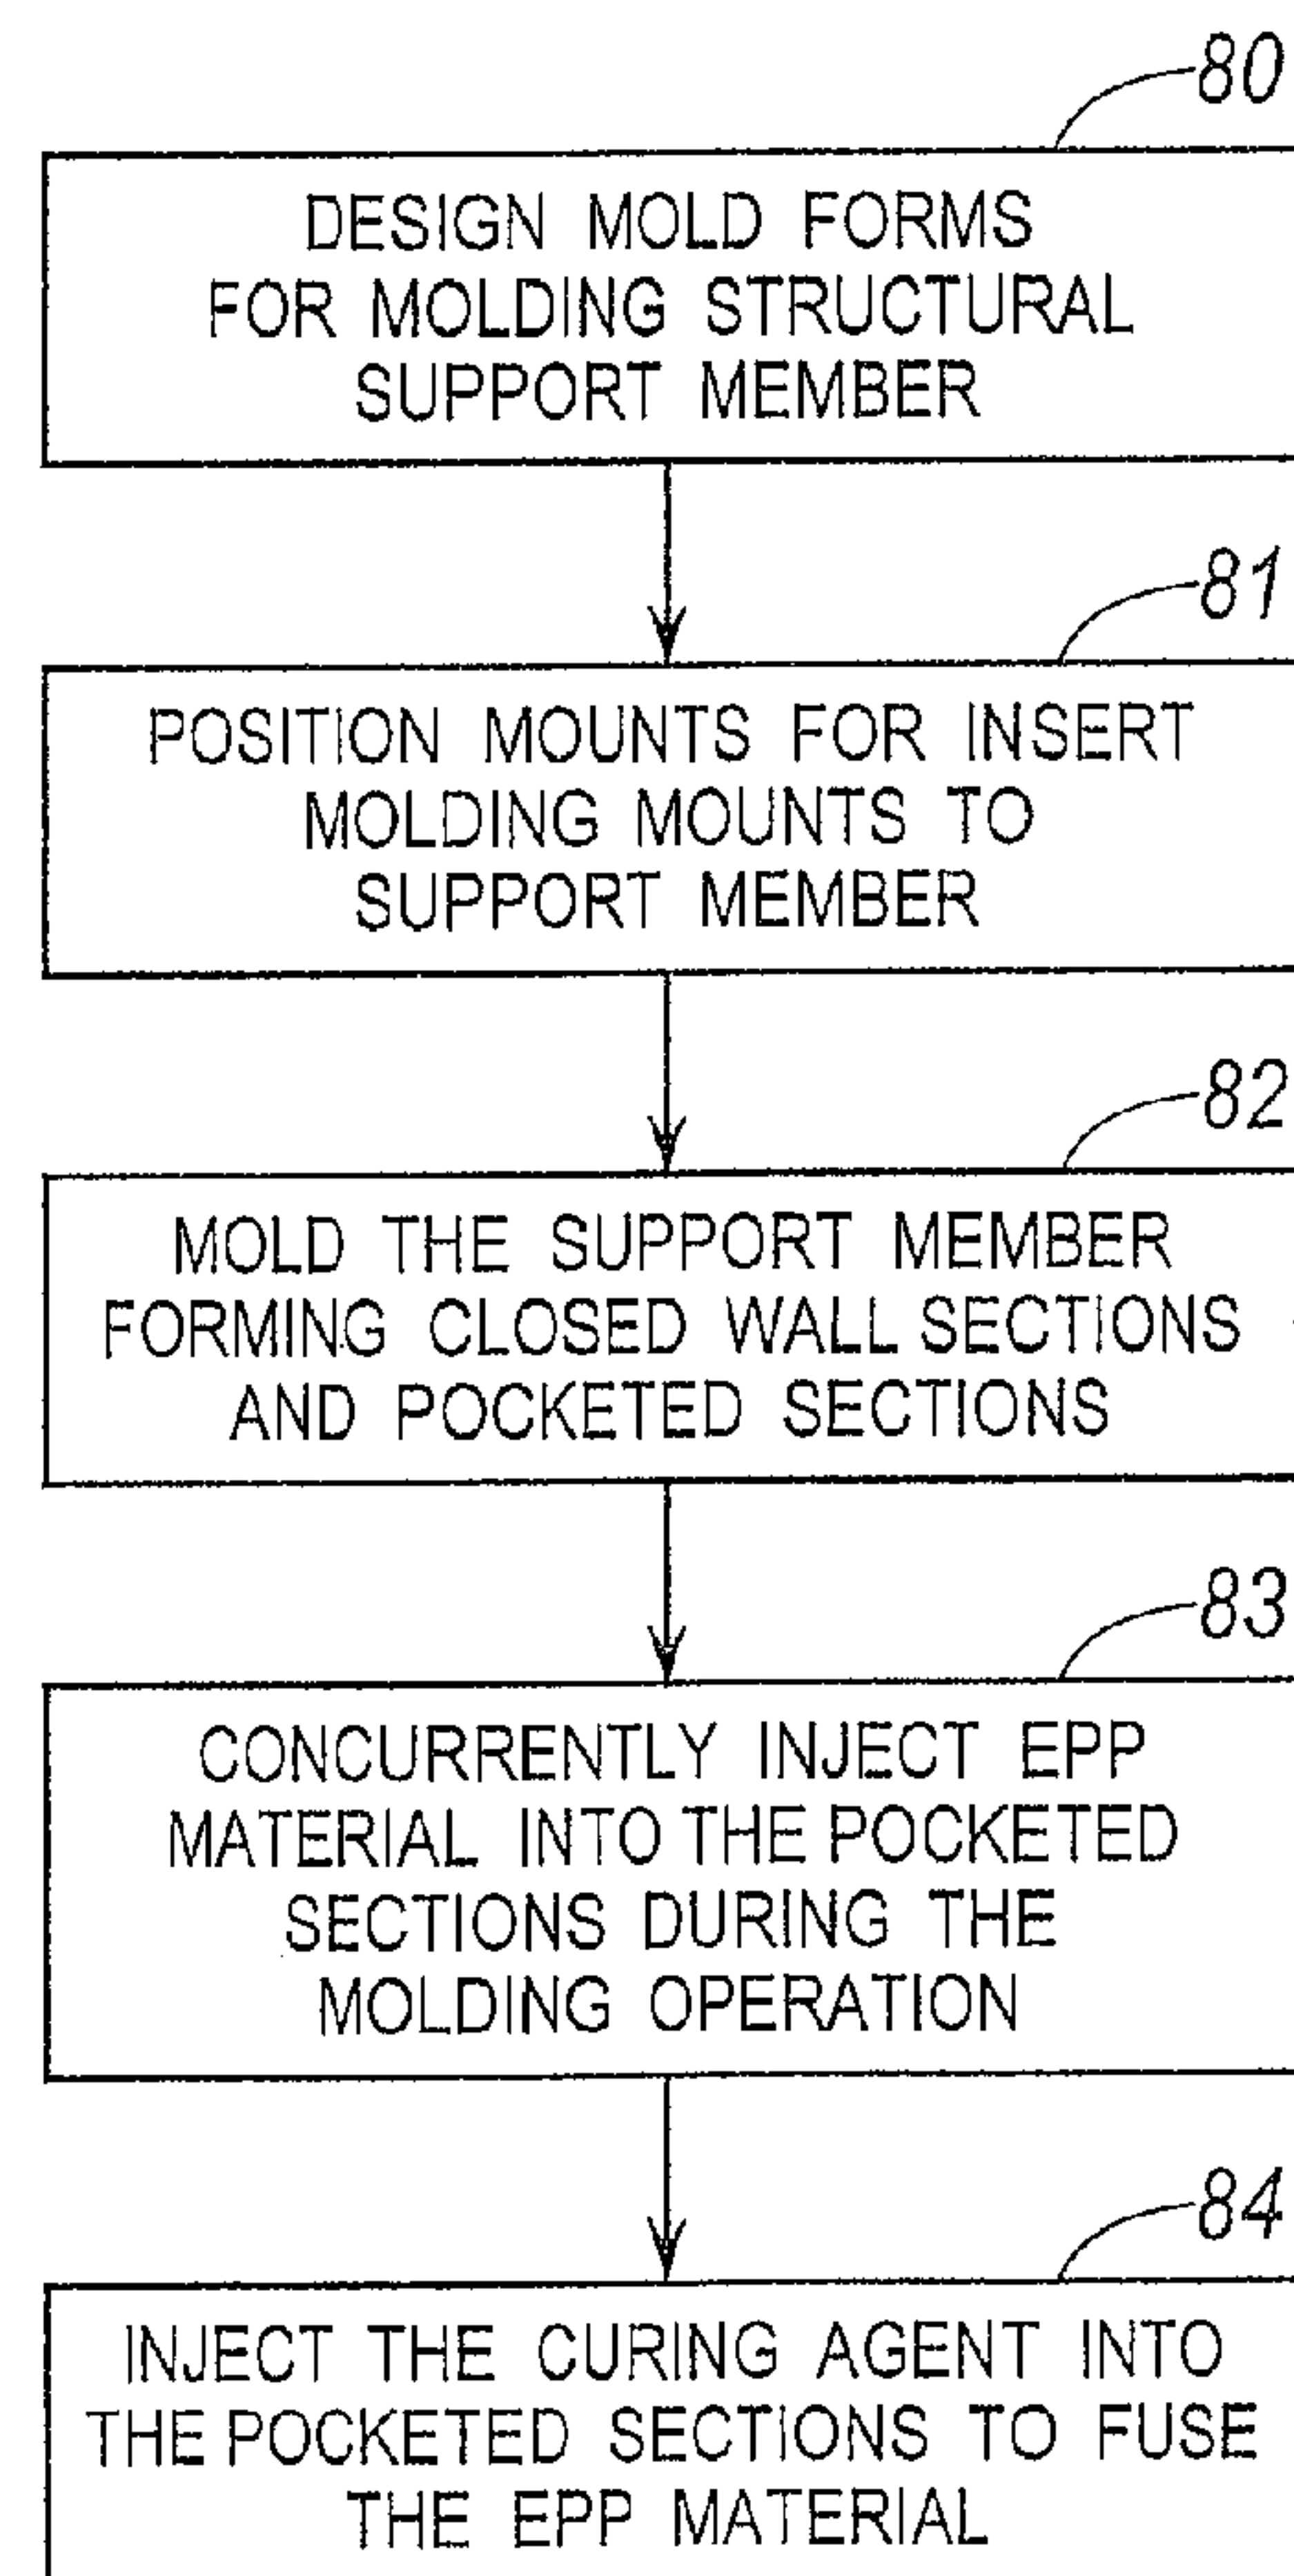 80
DESIGN MOLD FORMS
FOR MOLDING STRUCTURAL
SUPPORT MEMBER
81
POSITION MOUNTS FOR INSERT
MOLDING MOUNTS TO
SUPPORT MEMBER
82
MOLD THE SUPPORT MEMBER
FORMING CLOSED WALL SECTIONS
AND POCKETED SECTIONS
83
CONCURRENTLY INJECT EPP
MATERIAL INTO THE POCKETED
SECTIONS DURING THE
MOLDING OPERATION
84
INJECT THE CURING AGENT INTO
THE POCKETED SECTIONS TO FUSE
THE EPP MATERIAL